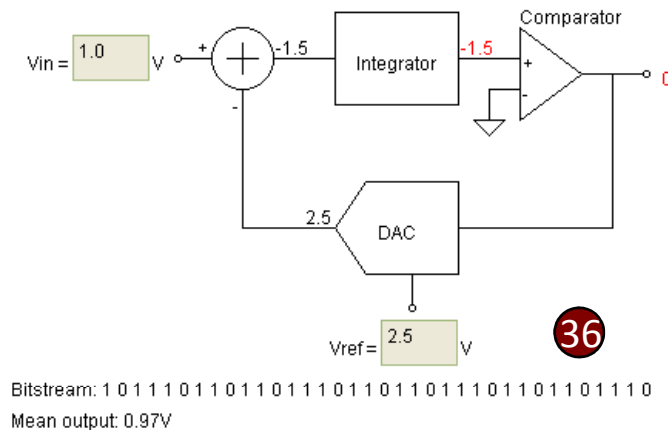 Comparator
Vin = 1.0 V + -1.5 Integrator -1.5 + 0
- -
2.5 DAC
Vref = 2.5 V 36
Bitstream: 1 0 1 1 1 0 1 1 0 1 1 0 1 1 1 0 1 1 0 1 1 0 1 1 1 0 1 1 0 1 1 0 1 1 1 0
Mean output: 0.97V